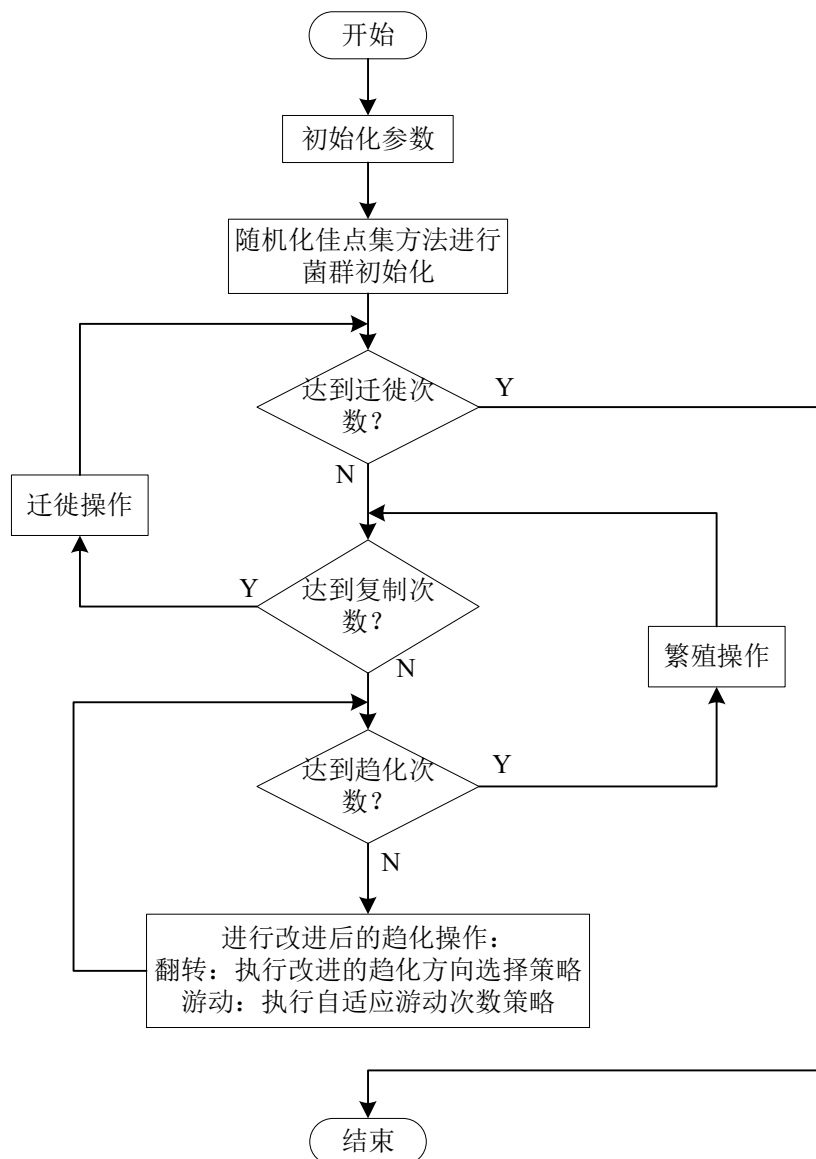 开始
初始化参数
随机化佳点集方法进行
菌群初始化
达到迁徙次
数？
Y
N
迁徙操作
达到复制次
数？
Y
N
繁殖操作
达到趋化次
数？
Y
N
进行改进后的趋化操作：
翻转：执行改进的趋化方向选择策略
游动：执行自适应游动次数策略
结束